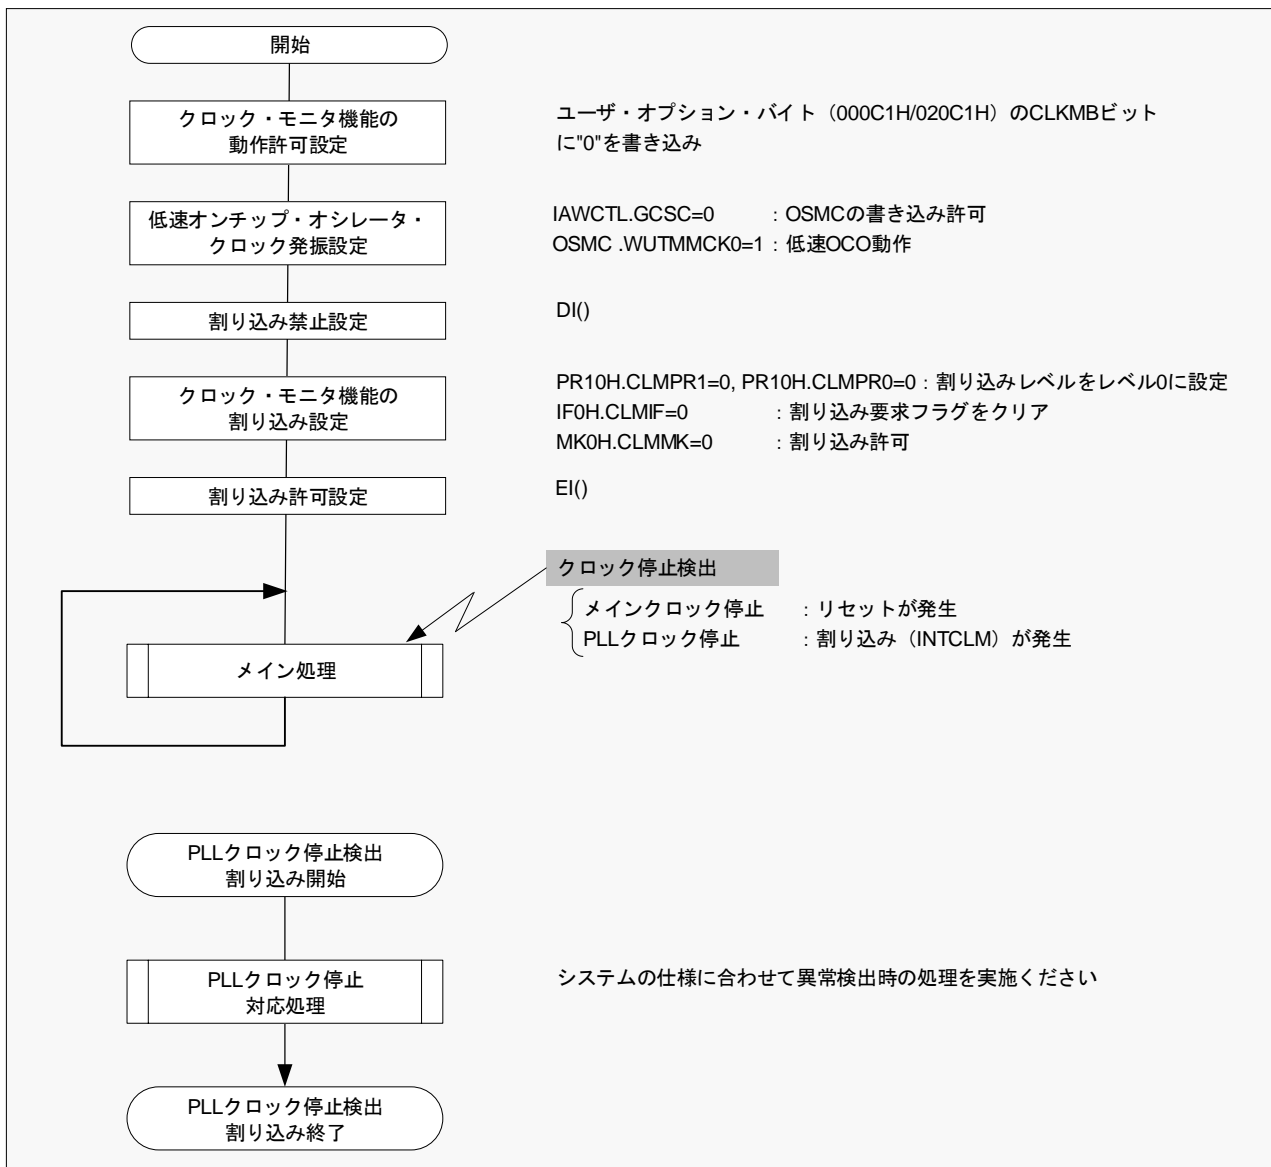 開始
クロック・モニタ機能の
動作許可設定
ユーザ・オプション・バイト（000C1H/020C1H）のCLKMBビット
に"0"を書き込み
低速オンチップ・オシレータ・
クロック発振設定
IAWCTL.GCSC=0 ：OSMCの書き込み許可
OSMC .WUTMMCK0=1：低速OCO動作
割り込み禁止設定
DI()
クロック・モニタ機能の
割り込み設定
PR10H.CLMPR1=0, PR10H.CLMPR0=0：割り込みレベルをレベル0に設定
IF0H.CLMIF=0 ：割り込み要求フラグをクリア
MK0H.CLMMK=0 ：割り込み許可
割り込み許可設定
EI()
クロック停止検出
メインクロック停止 ：リセットが発生
PLLクロック停止 ：割り込み（INTCLM）が発生
メイン処理
PLLクロック停止検出
割り込み開始
PLLクロック停止
対応処理
システムの仕様に合わせて異常検出時の処理を実施ください
PLLクロック停止検出
割り込み終了